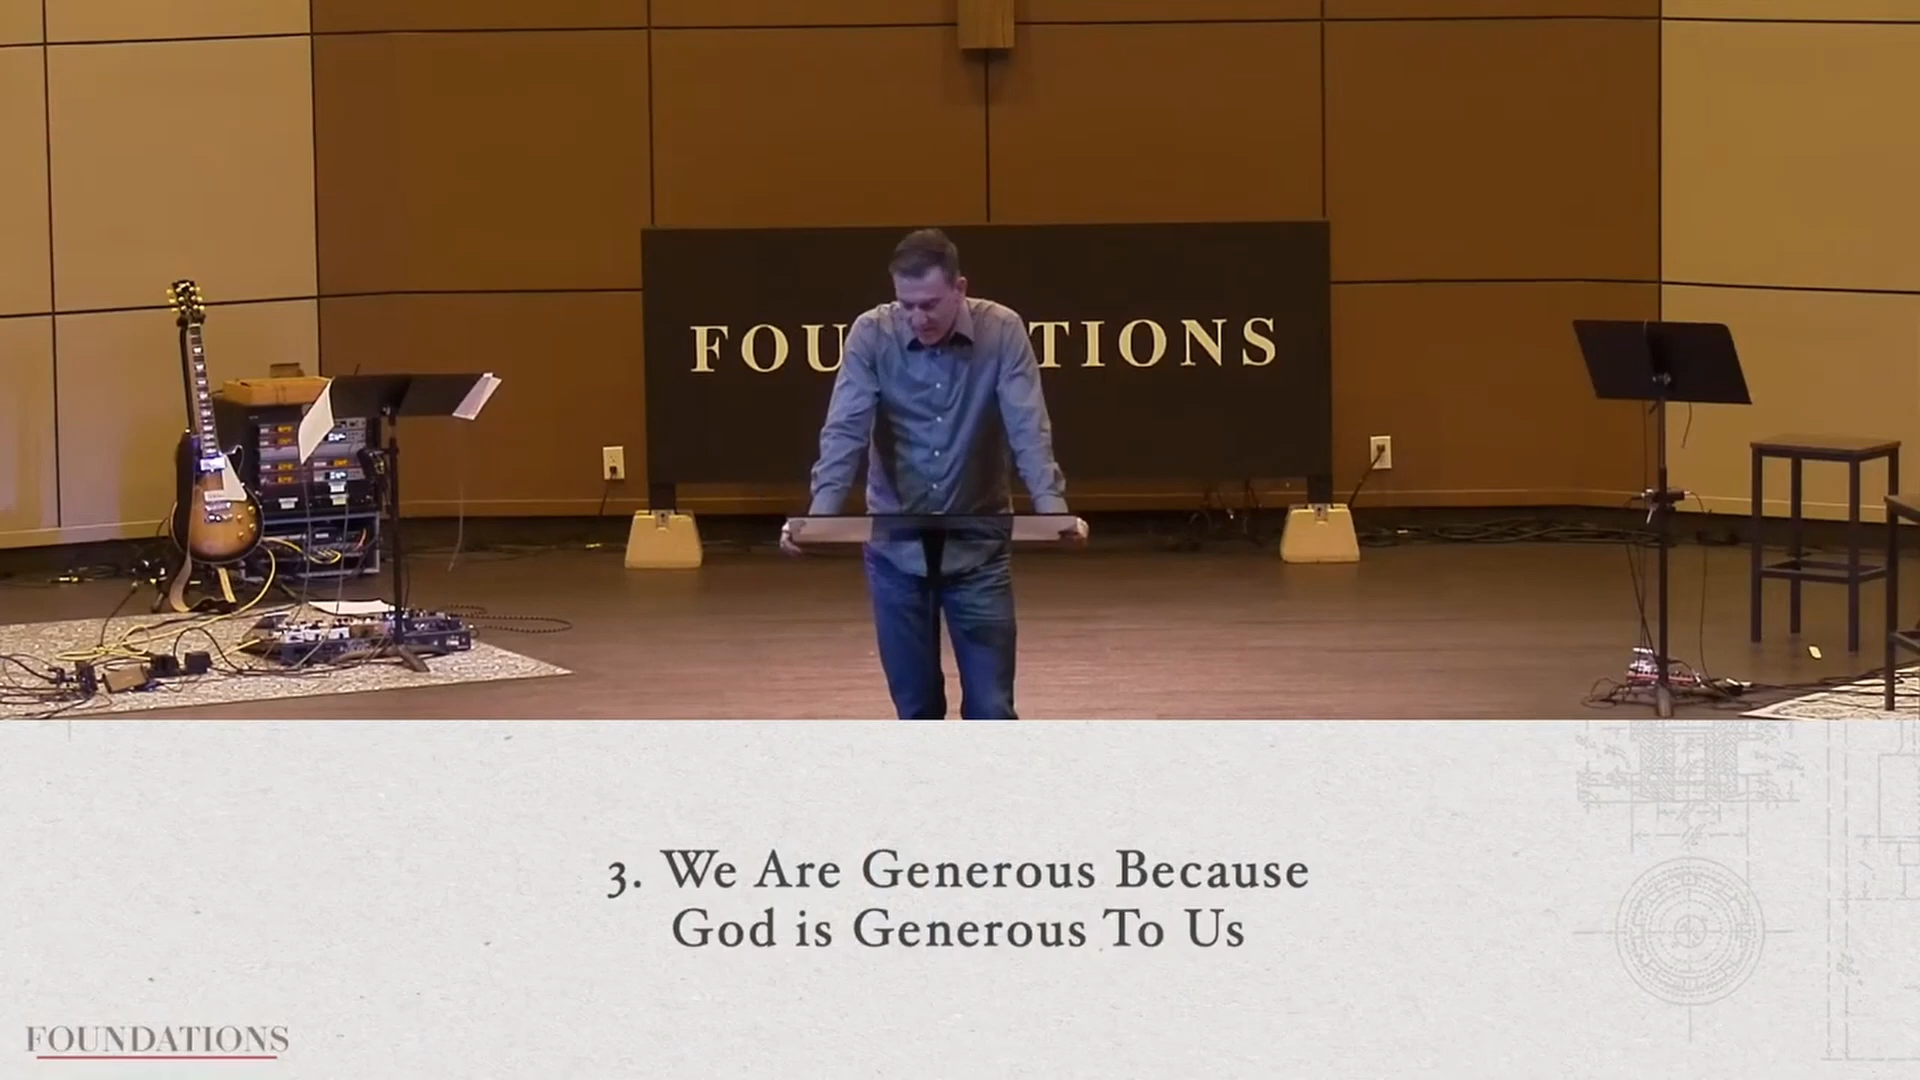 FOU TIONS
3. We Are Generous Because
God is Generous To Us
FOUNDATIONS